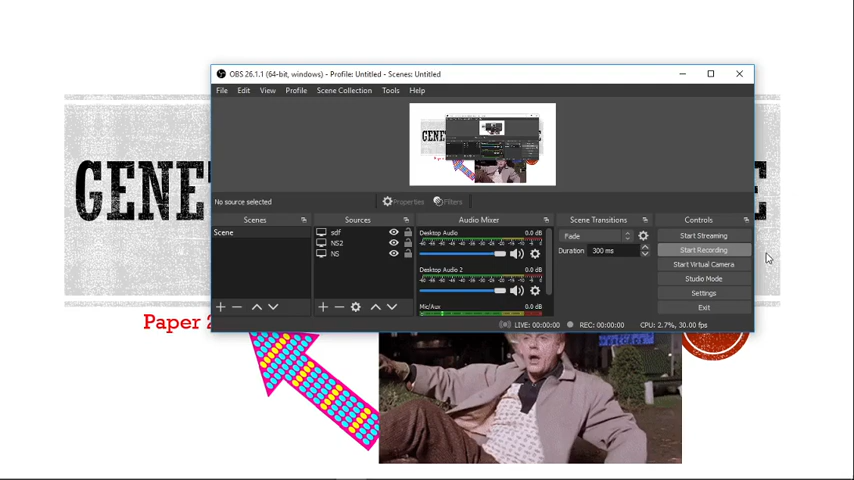 OBS 26.1.1 (64-bit, windows) - Profile: Untitled - Scenes: Untitled
File Edit View Profile Scene Collection Tools Help
GENE
No source selected
Properties
Filters
Scenes
Sources
Audio Mixer
Scene Transitions
Controls
Scene
sdf
NS2
NS
Desktop Audio 0.0 dB
Desktop Audio 2 0.0 dB
Mic/Aux 0.0 dB
Fade
Duration 300 ms
Start Streaming
Start Recording
Start Virtual Camera
Studio Mode
Settings
Exit
LIVE: 00:00:00 REC: 00:00:00 CPU: 2.7%, 30.00 fps
Paper 2